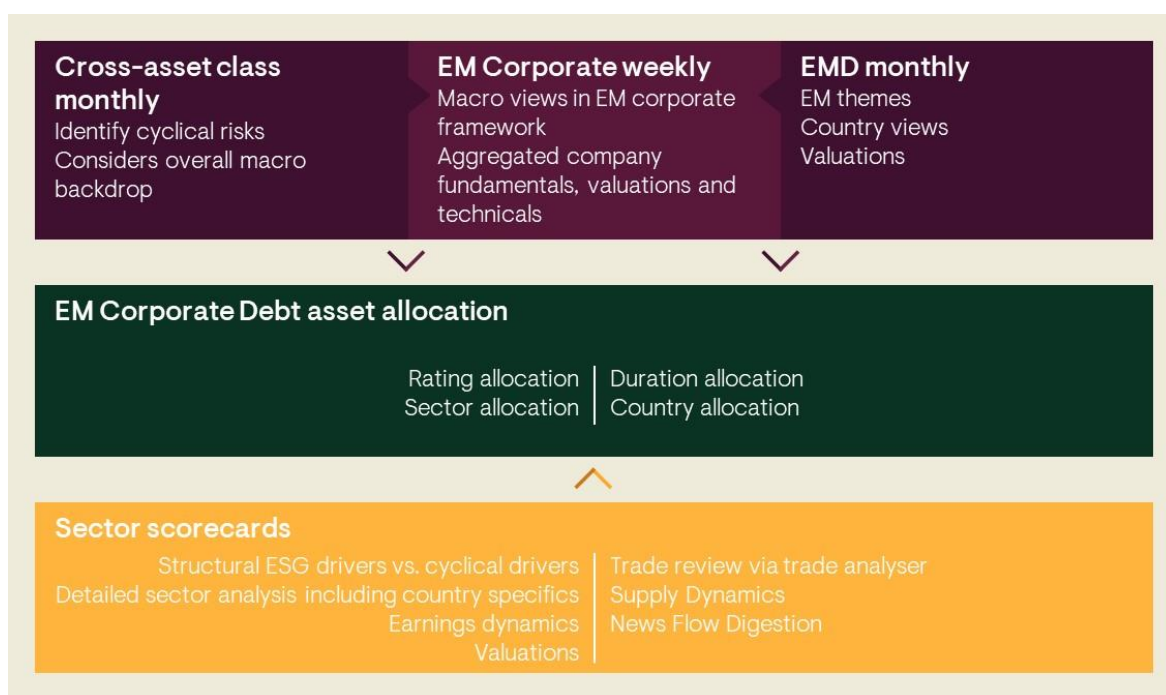 Cross-asset class
monthly
Identify cyclical risks
Considers overall macro
backdrop
EM Corporate weekly
Macro views in EM corporate
framework
Aggregated company
fundamentals, valuations and
technicals
EMD monthly
EM themes
Country views
Valuations
EM Corporate Debt asset allocation
Rating allocation
Sector allocation
Duration allocation
Country allocation
Sector scorecards
Structural ESG drivers vs. cyclical drivers
Detailed sector analysis including country specifics
Earnings dynamics
Valuations
Trade review via trade analyser
Supply Dynamics
News Flow Digestion